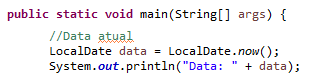 public static void main(String[] args) {
//Data atual
LocalDate data = LocalDate.now();
System.out.println("Data: " + data);